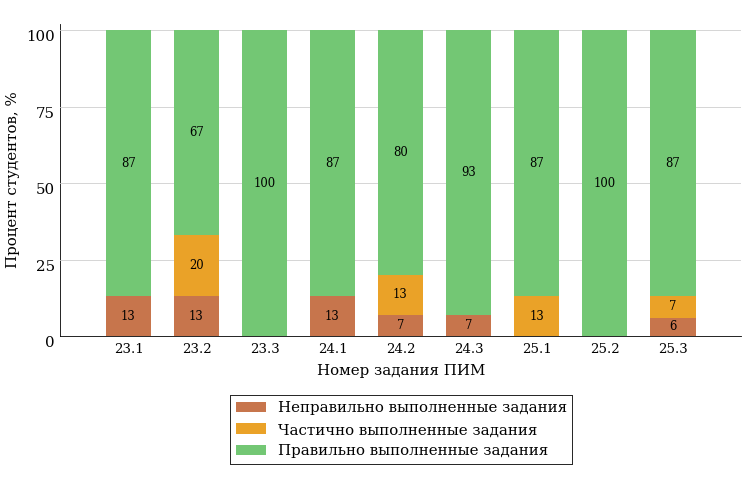 100
75
50
25
0
Процент студентов, %
87 67 100 87 80 93 87 100 87
20 13 13 7
13 13 13 7 7 6
23.1 23.2 23.3 24.1 24.2 24.3 25.1 25.2 25.3
Номер задания ПИМ
Неправильно выполненные задания
Частично выполненные задания
Правильно выполненные задания